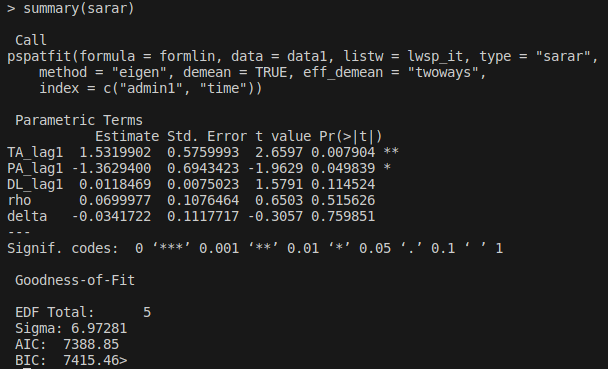 > summary(sarar)
Call
pspatfit(formula = formlin, data = data1, listw = lwsp_it, type = "sarar",
method = "eigen", demean = TRUE, eff_demean = "twoways",
index = c("admin1", "time"))
Parametric Terms
Estimate Std. Error t value Pr(>|t|)
TA_lag1 1.5319902 0.5759993 2.6597 0.007904 **
PA_lag1 -1.3629400 0.6943423 -1.9629 0.049839 *
DL_lag1 0.0118469 0.0075023 1.5791 0.114524
rho 0.0699977 0.1076464 0.6503 0.515626
delta -0.0341722 0.1117717 -0.3057 0.759851
---
Signif. codes: 0 ‘***’ 0.001 ‘**’ 0.01 ‘*’ 0.05 ‘.’ 0.1 ‘ ’ 1
Goodness-of-Fit
EDF Total: 5
Sigma: 6.97281
AIC: 7388.85
BIC: 7415.46>